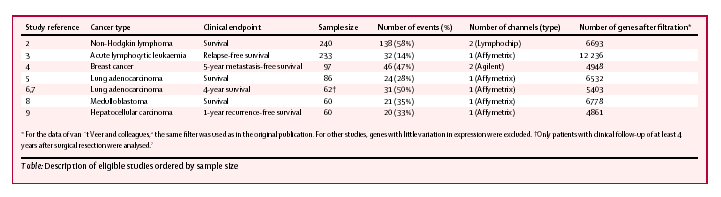 Study reference Cancer type Clinical endpoint Sample size Number of events (%) Number of channels (type) Number of genes after filtration*
2 Non-Hodgkin lymphoma Survival 240 138 (58%) 2 (Lymphochip) 6693
3 Acute lymphocytic leukaemia Relapse-free survival 233 32 (14%) 1 (Affymetrix) 12 236
4 Breast cancer 5-year metastasis-free survival 97 46 (47%) 2 (Agilent) 4948
5 Lung adenocarcinoma Survival 86 24 (28%) 1 (Affymetrix) 6532
6,7 Lung adenocarcinoma 4-year survival 62† 31 (50%) 1 (Affymetrix) 5403
8 Medulloblastoma Survival 60 21 (35%) 1 (Affymetrix) 6778
9 Hepatocellular carcinoma 1-year recurrence-free survival 60 20 (33%) 1 (Affymetrix) 4861
* For the data of van `t Veer and colleagues,⁴ the same filter was used as in the original publication. For other studies, genes with little variation in expression were excluded. †Only patients with clinical follow-up of at least 4
years after surgical resection were analysed.⁷
Table: Description of eligible studies ordered by sample size